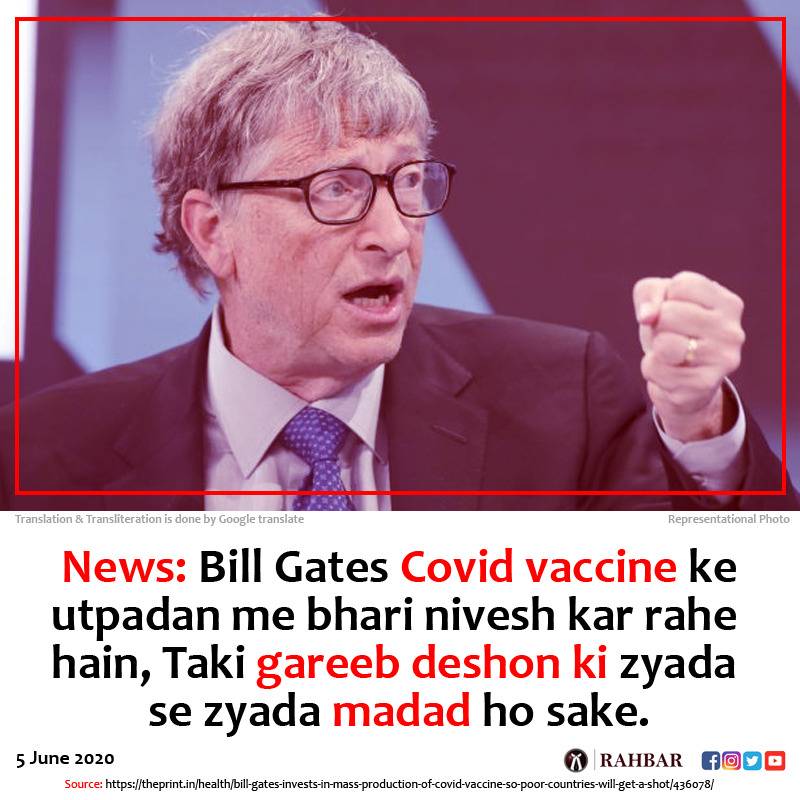 Translation & Transliteration is done by Google translate
Representational Photo
News: Bill Gates Covid vaccine ke
utpadan me bhari nivesh kar rahe
hain, Taki gareeb deshon ki zyada
se zyada madad ho sake.
5 June 2020
RAHBAR
Source: https://theprint.in/health/bill-gates-invests-in-mass-production-of-covid-vaccine-so-poor-countries-will-get-a-shot/436078/